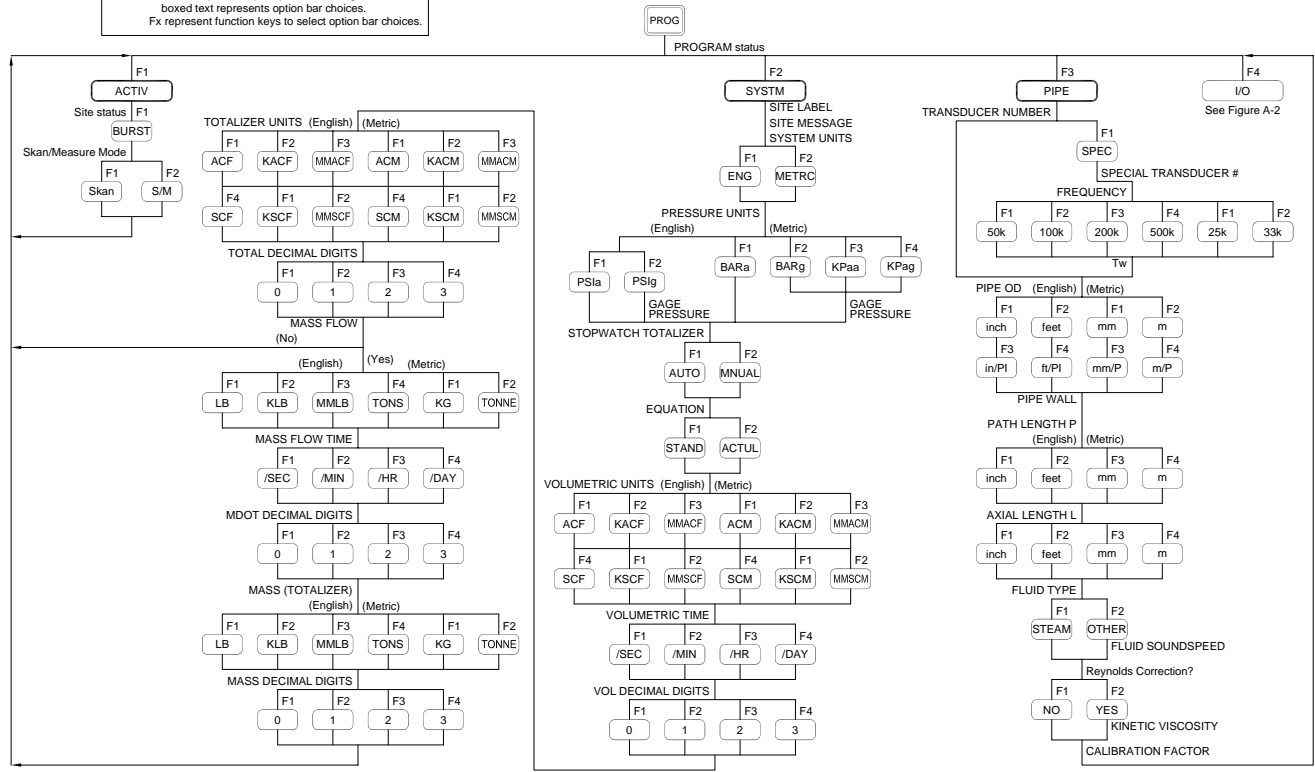 boxed text represents option bar choices.
Fx represent function keys to select option bar choices.
PROG
PROGRAM status
F1
ACTIV
Site status
F1
BURST
Skan/Measure Mode
F1 F2
Skan S/M
TOTALIZER UNITS (English) (Metric)
F1 F2 F3 F1 F2 F3
ACF KACF MMACF ACM KACM MMACM
F4 F1 F2 F4 F1 F2
SCF KSCF MMSCF SCM KSCM MMSCM
TOTAL DECIMAL DIGITS
F1 F2 F3 F4
0 1 2 3
MASS FLOW
(No)
(Yes)
(English) (Metric)
F1 F2 F3 F4 F1 F2
LB KLB MMLB TONS KG TONNE
MASS FLOW TIME
F1 F2 F3 F4
/SEC /MIN /HR /DAY
MDOT DECIMAL DIGITS
F1 F2 F3 F4
0 1 2 3
MASS (TOTALIZER)
(English) (Metric)
F1 F2 F3 F4 F1 F2
LB KLB MMLB TONS KG TONNE
MASS DECIMAL DIGITS
F1 F2 F3 F4
0 1 2 3
F2
SYSTM
SITE LABEL
SITE MESSAGE
SYSTEM UNITS
F1 F2
ENG METRC
PRESSURE UNITS
(English) (Metric)
F1 F2 F1 F2 F3 F4
PSIa PSIg BARa BARg KPaa KPag
GAGE
PRESSURE
GAGE
PRESSURE
STOPWATCH TOTALIZER
F1 F2
AUTO MNUAL
EQUATION
F1 F2
STAND ACTUL
VOLUMETRIC UNITS (English) (Metric)
F1 F2 F3 F1 F2 F3
ACF KACF MMACF ACM KACM MMACM
F4 F1 F2 F4 F1 F2
SCF KSCF MMSCF SCM KSCM MMSCM
VOLUMETRIC TIME
F1 F2 F3 F4
/SEC /MIN /HR /DAY
VOL DECIMAL DIGITS
F1 F2 F3 F4
0 1 2 3
F3
PIPE
TRANSDUCER NUMBER
F1
SPEC
SPECIAL TRANSDUCER #
FREQUENCY
F1 F2 F3 F4 F1 F2
50k 100k 200k 500k 25k 33k
Tw
PIPE OD (English) (Metric)
F1 F2 F1 F2
inch feet mm m
F3 F4 F3 F4
in/PI ft/PI mm/P m/P
PIPE WALL
PATH LENGTH P
(English) (Metric)
F1 F2 F3 F4
inch feet mm m
AXIAL LENGTH L
F1 F2 F3 F4
inch feet mm m
FLUID TYPE
F1 F2
STEAM OTHER
FLUID SOUNDSPEED
Reynolds Correction?
F1 F2
NO YES
KINETIC VISCOSITY
CALIBRATION FACTOR
F4
I/O
See Figure A-2